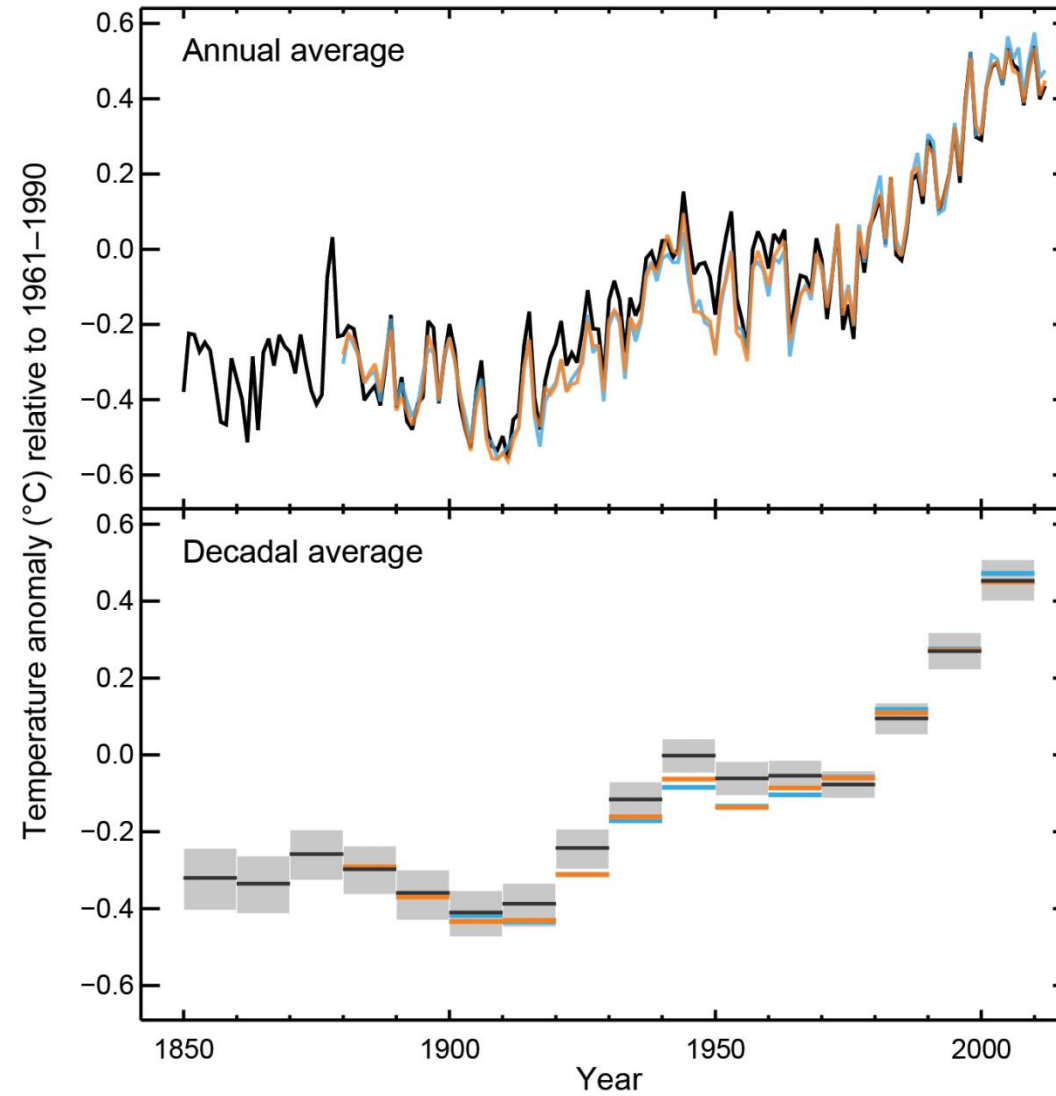 Annual average
0.6
0.4
0.2
0.0
−0.2
−0.4
−0.6
Temperature anomaly (°C) relative to 1961–1990
Decadal average
0.6
0.4
0.2
0.0
−0.2
−0.4
−0.6
1850 1900 1950 2000
Year